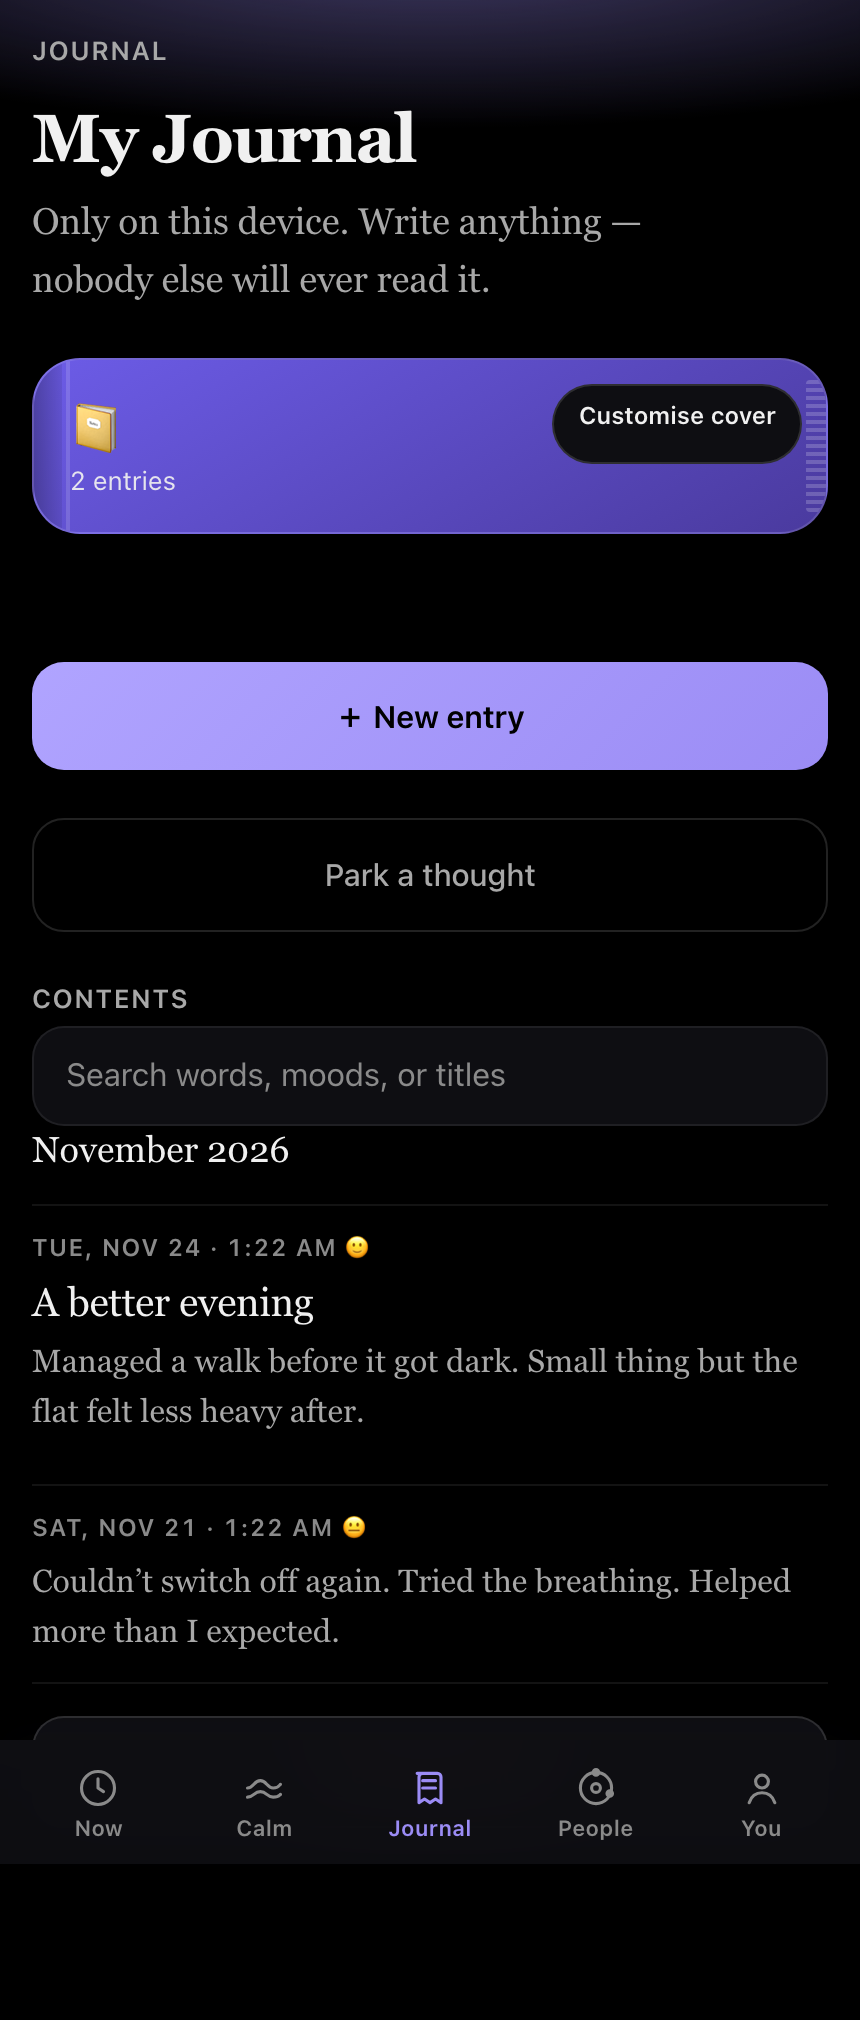 JOURNAL
My Journal
Only on this device. Write anything —
nobody else will ever read it.
Customise cover
2 entries
+ New entry
Park a thought
CONTENTS
Search words, moods, or titles
November 2026
TUE, NOV 24 · 1:22 AM 🙂
A better evening
Managed a walk before it got dark. Small thing but the
flat felt less heavy after.
SAT, NOV 21 · 1:22 AM 😐
Couldn’t switch off again. Tried the breathing. Helped
more than I expected.
Now
Calm
Journal
People
You